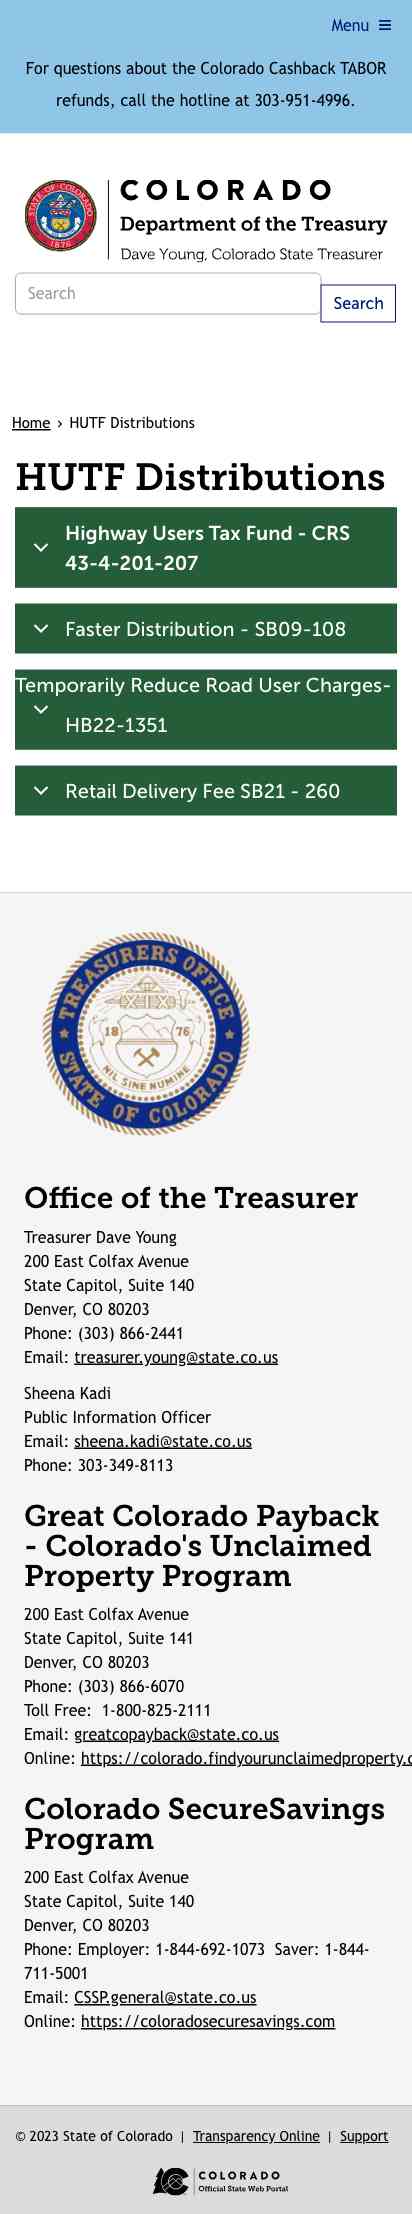 Menu
For questions about the Colorado Cashback TABOR
refunds, call the hotline at 303-951-4996.
STATE OF COLORADO
1876
COLORADO
Department of the Treasury
Dave Young, Colorado State Treasurer
Search
Search
Home › HUTF Distributions
HUTF Distributions
Highway Users Tax Fund - CRS
43-4-201-207
Faster Distribution - SB09-108
Temporarily Reduce Road User Charges-
HB22-1351
Retail Delivery Fee SB21 - 260
TREASURERS OFFICE
18 76
NIL SINE NUMINE
STATE OF COLORADO
Office of the Treasurer
Treasurer Dave Young
200 East Colfax Avenue
State Capitol, Suite 140
Denver, CO 80203
Phone: (303) 866-2441
Email: treasurer.young@state.co.us
Sheena Kadi
Public Information Officer
Email: sheena.kadi@state.co.us
Phone: 303-349-8113
Great Colorado Payback
- Colorado's Unclaimed
Property Program
200 East Colfax Avenue
State Capitol, Suite 141
Denver, CO 80203
Phone: (303) 866-6070
Toll Free: 1-800-825-2111
Email: greatcopayback@state.co.us
Online: https://colorado.findyourunclaimedproperty.c
Colorado SecureSavings
Program
200 East Colfax Avenue
State Capitol, Suite 140
Denver, CO 80203
Phone: Employer: 1-844-692-1073 Saver: 1-844-
711-5001
Email: CSSP.general@state.co.us
Online: https://coloradosecuresavings.com
© 2023 State of Colorado | Transparency Online | Support
COLORADO
Official State Web Portal